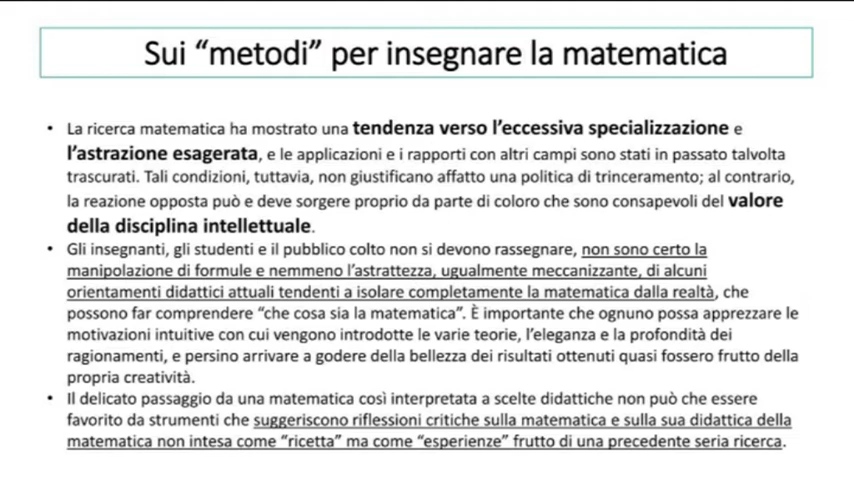 Sui “metodi” per insegnare la matematica
• La ricerca matematica ha mostrato una tendenza verso l’eccessiva specializzazione e
l’astrazione esagerata, e le applicazioni e i rapporti con altri campi sono stati in passato talvolta
trascurati. Tali condizioni, tuttavia, non giustificano affatto una politica di trinceramento; al contrario,
la reazione opposta può e deve sorgere proprio da parte di coloro che sono consapevoli del valore
della disciplina intellettuale.
• Gli insegnanti, gli studenti e il pubblico colto non si devono rassegnare, non sono certo la
manipolazione di formule e nemmeno l’astrattezza, ugualmente meccanizzante, di alcuni
orientamenti didattici attuali tendenti a isolare completamente la matematica dalla realtà, che
possono far comprendere “che cosa sia la matematica”. È importante che ognuno possa apprezzare le
motivazioni intuitive con cui vengono introdotte le varie teorie, l’eleganza e la profondità dei
ragionamenti, e persino arrivare a godere della bellezza dei risultati ottenuti quasi fossero frutto della
propria creatività.
• Il delicato passaggio da una matematica così interpretata a scelte didattiche non può che essere
favorito da strumenti che suggeriscono riflessioni critiche sulla matematica e sulla sua didattica della
matematica non intesa come “ricetta” ma come “esperienze” frutto di una precedente seria ricerca.